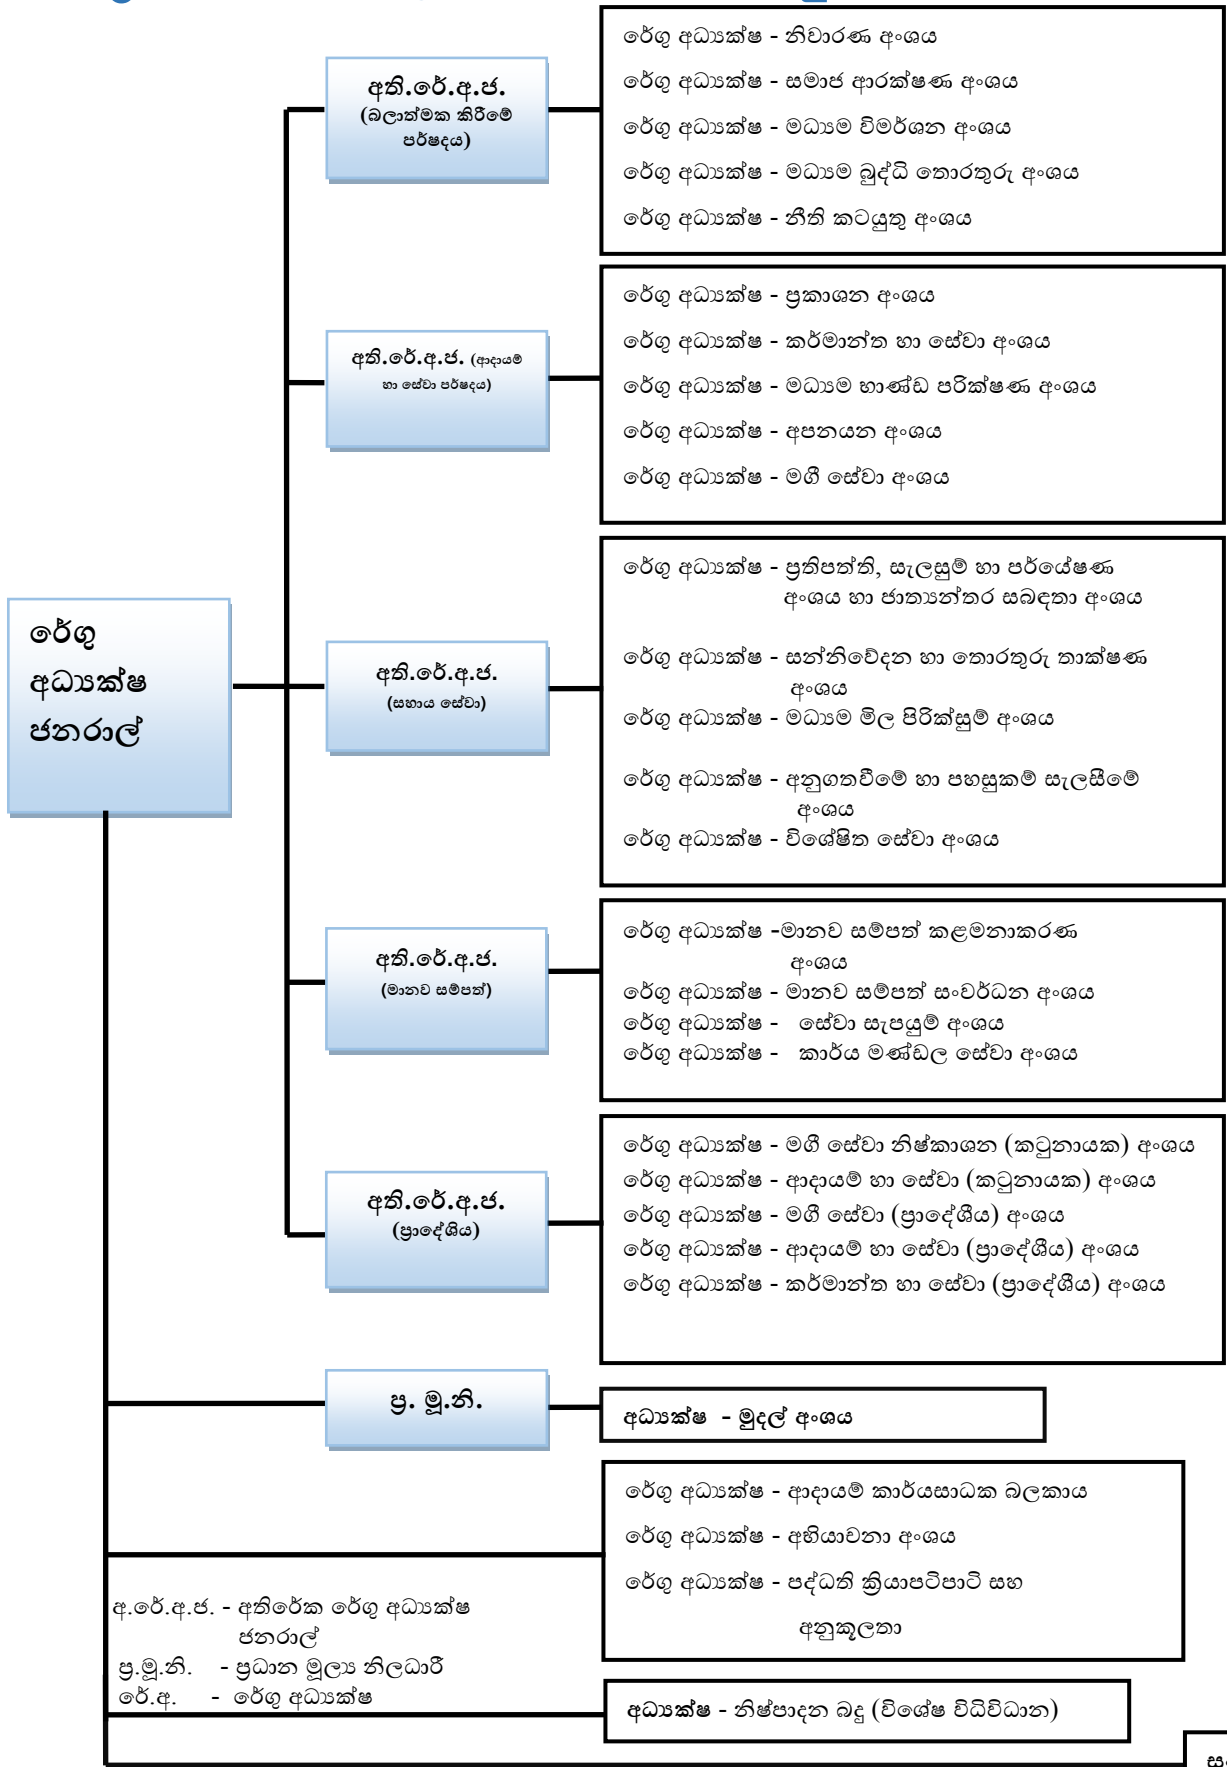 රේගු
අධ්‍යක්ෂ
ජනරාල්
අති.රේ.අ.ජ.
(බලාත්මක කිරීමේ
පර්ෂදය)
රේගු අධ්‍යක්ෂ - නිවාරණ අංශය
රේගු අධ්‍යක්ෂ - සමාජ ආරක්ෂණ අංශය
රේගු අධ්‍යක්ෂ - මධ්‍යම විමර්ශන අංශය
රේගු අධ්‍යක්ෂ - මධ්‍යම බුද්ධි තොරතුරු අංශය
රේගු අධ්‍යක්ෂ - නීති කටයුතු අංශය
අති.රේ.අ.ජ. (ආදායම්
හා සේවා පර්ෂදය)
රේගු අධ්‍යක්ෂ - ප්‍රකාශන අංශය
රේගු අධ්‍යක්ෂ - කර්මාන්ත හා සේවා අංශය
රේගු අධ්‍යක්ෂ - මධ්‍යම භාණ්ඩ පරික්ෂණ අංශය
රේගු අධ්‍යක්ෂ - අපනයන අංශය
රේගු අධ්‍යක්ෂ - මගී සේවා අංශය
අති.රේ.අ.ජ.
(සහාය සේවා)
රේගු අධ්‍යක්ෂ - ප්‍රතිපත්ති, සැලසුම් හා පර්යේෂණ
අංශය හා ජාත්‍යන්තර සබඳතා අංශය
රේගු අධ්‍යක්ෂ - සන්නිවේදන හා තොරතුරු තාක්ෂණ
අංශය
රේගු අධ්‍යක්ෂ - මධ්‍යම මිල පිරික්සුම් අංශය
රේගු අධ්‍යක්ෂ - අනුගතවීමේ හා පහසුකම් සැලසීමේ
අංශය
රේගු අධ්‍යක්ෂ - විශේෂිත සේවා අංශය
අති.රේ.අ.ජ.
(මානව සම්පත්)
රේගු අධ්‍යක්ෂ -මානව සම්පත් කළමනාකරණ
අංශය
රේගු අධ්‍යක්ෂ - මානව සම්පත් සංවර්ධන අංශය
රේගු අධ්‍යක්ෂ - සේවා සැපයුම් අංශය
රේගු අධ්‍යක්ෂ - කාර්ය මණ්ඩල සේවා අංශය
අති.රේ.අ.ජ.
(ප්‍රාදේශිය)
රේගු අධ්‍යක්ෂ - මගී සේවා නිෂ්කාශන (කටුනායක) අංශය
රේගු අධ්‍යක්ෂ - ආදායම් හා සේවා (කටුනායක) අංශය
රේගු අධ්‍යක්ෂ - මගී සේවා (ප්‍රාදේශීය) අංශය
රේගු අධ්‍යක්ෂ - ආදායම් හා සේවා (ප්‍රාදේශීය) අංශය
රේගු අධ්‍යක්ෂ - කර්මාන්ත හා සේවා (ප්‍රාදේශීය) අංශය
ප්‍ර. මූ.නි.
අධ්‍යක්ෂ - මුදල් අංශය
රේගු අධ්‍යක්ෂ - ආදායම් කාර්යසාධක බලකාය
රේගු අධ්‍යක්ෂ - අභියාචනා අංශය
රේගු අධ්‍යක්ෂ - පද්ධති ක්‍රියාපටිපාටි සහ
අනුකූලතා
අ.රේ.අ.ජ. - අතිරේක රේගු අධ්‍යක්ෂ
ජනරාල්
ප්‍ර.මූ.නි. - ප්‍රධාන මූල්‍ය නිලධාරී
රේ.අ. - රේගු අධ්‍යක්ෂ
අධ්‍යක්ෂ - නිෂ්පාදන බදු (විශේෂ විධිවිධාන)